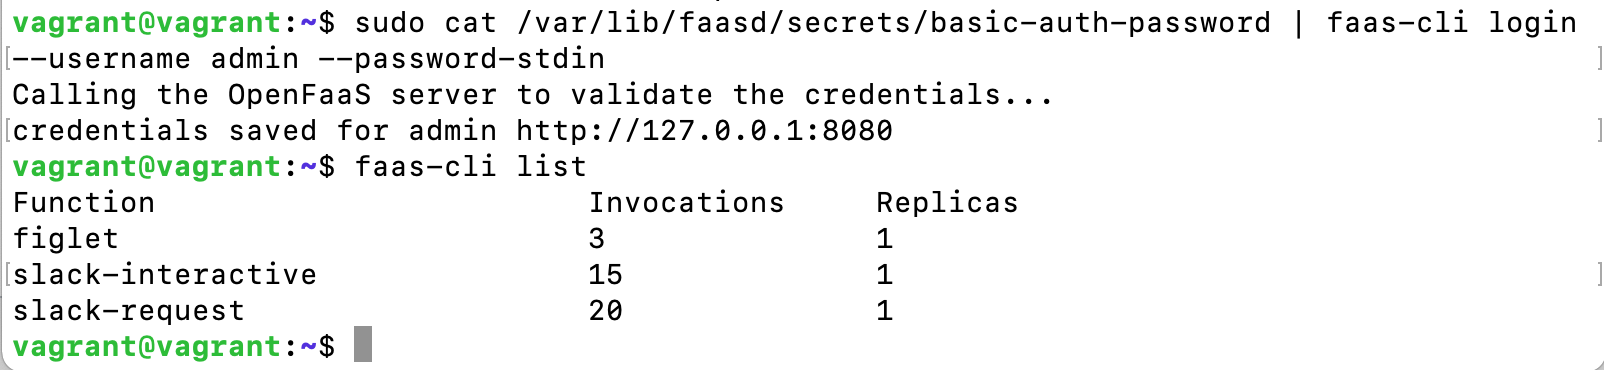 vagrant@vagrant:~$ sudo cat /var/lib/faasd/secrets/basic-auth-password | faas-cli login
[--username admin --password-stdin ]
Calling the OpenFaaS server to validate the credentials...
[credentials saved for admin http://127.0.0.1:8080 ]
vagrant@vagrant:~$ faas-cli list
Function Invocations Replicas
figlet 3 1
[slack-interactive 15 1 ]
slack-request 20 1
vagrant@vagrant:~$